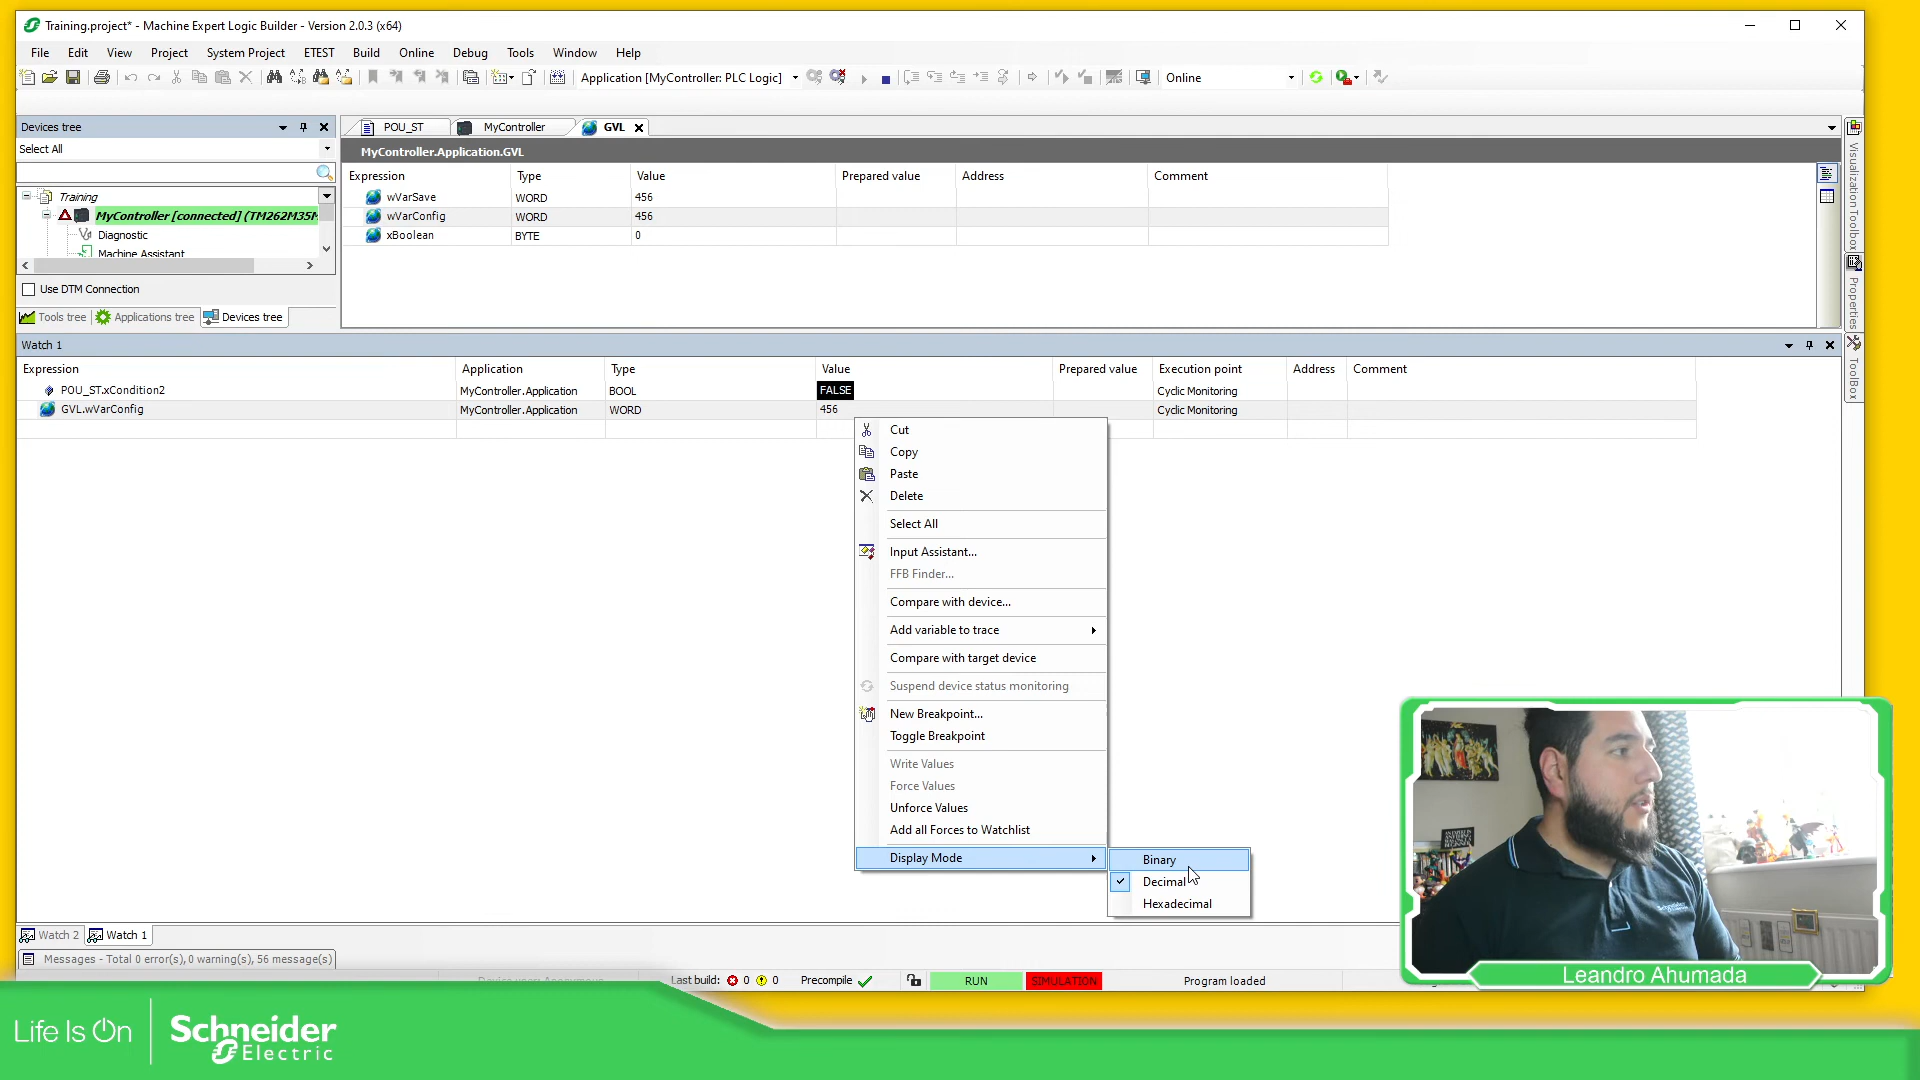 Training.project* - Machine Expert Logic Builder - Version 2.0.3 (x64)
File Edit View Project System Project ETEST Build Online Debug Tools Window Help
Application [MyController: PLC Logic]
Online
Devices tree
Select All
Training
MyController [connected] (TM262M35M
Diagnostic
Machine Assistant
Use DTM Connection
Tools tree Applications tree Devices tree
POU_ST MyController GVL
MyController.Application.GVL
Expression Type Value Prepared value Address Comment
wVarSave WORD 456
wVarConfig WORD 456
xBoolean BYTE 0
Visualization Toolbox
Properties
ToolBox
Watch 1
Expression Application Type Value Prepared value Execution point Address Comment
POU_ST.xCondition2 MyController.Application BOOL FALSE Cyclic Monitoring
GVL.wVarConfig MyController.Application WORD 456 Cyclic Monitoring
Cut
Copy
Paste
Delete
Select All
Input Assistant...
FFB Finder...
Compare with device...
Add variable to trace
Compare with target device
Suspend device status monitoring
New Breakpoint...
Toggle Breakpoint
Write Values
Force Values
Unforce Values
Add all Forces to Watchlist
Display Mode
Binary
Decimal
Hexadecimal
Watch 2 Watch 1
Messages - Total 0 error(s), 0 warning(s), 56 message(s)
Last build: 0 0 Precompile RUN SIMULATION Program loaded
Leandro Ahumada
Life Is On
Schneider
Electric